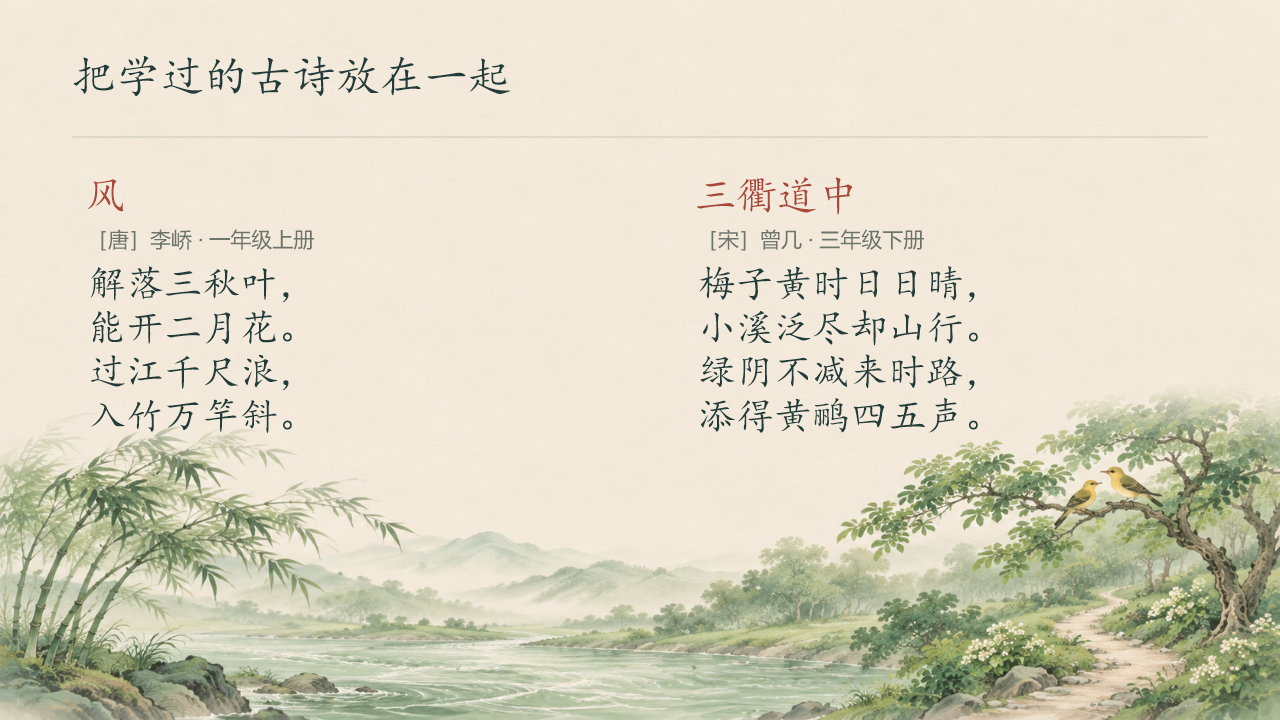 把学过的古诗放在一起
风
［唐］李峤·一年级上册
解落三秋叶，
能开二月花。
过江千尺浪，
入竹万竿斜。
三衢道中
［宋］曾几·三年级下册
梅子黄时日日晴，
小溪泛尽却山行。
绿阴不减来时路，
添得黄鹂四五声。